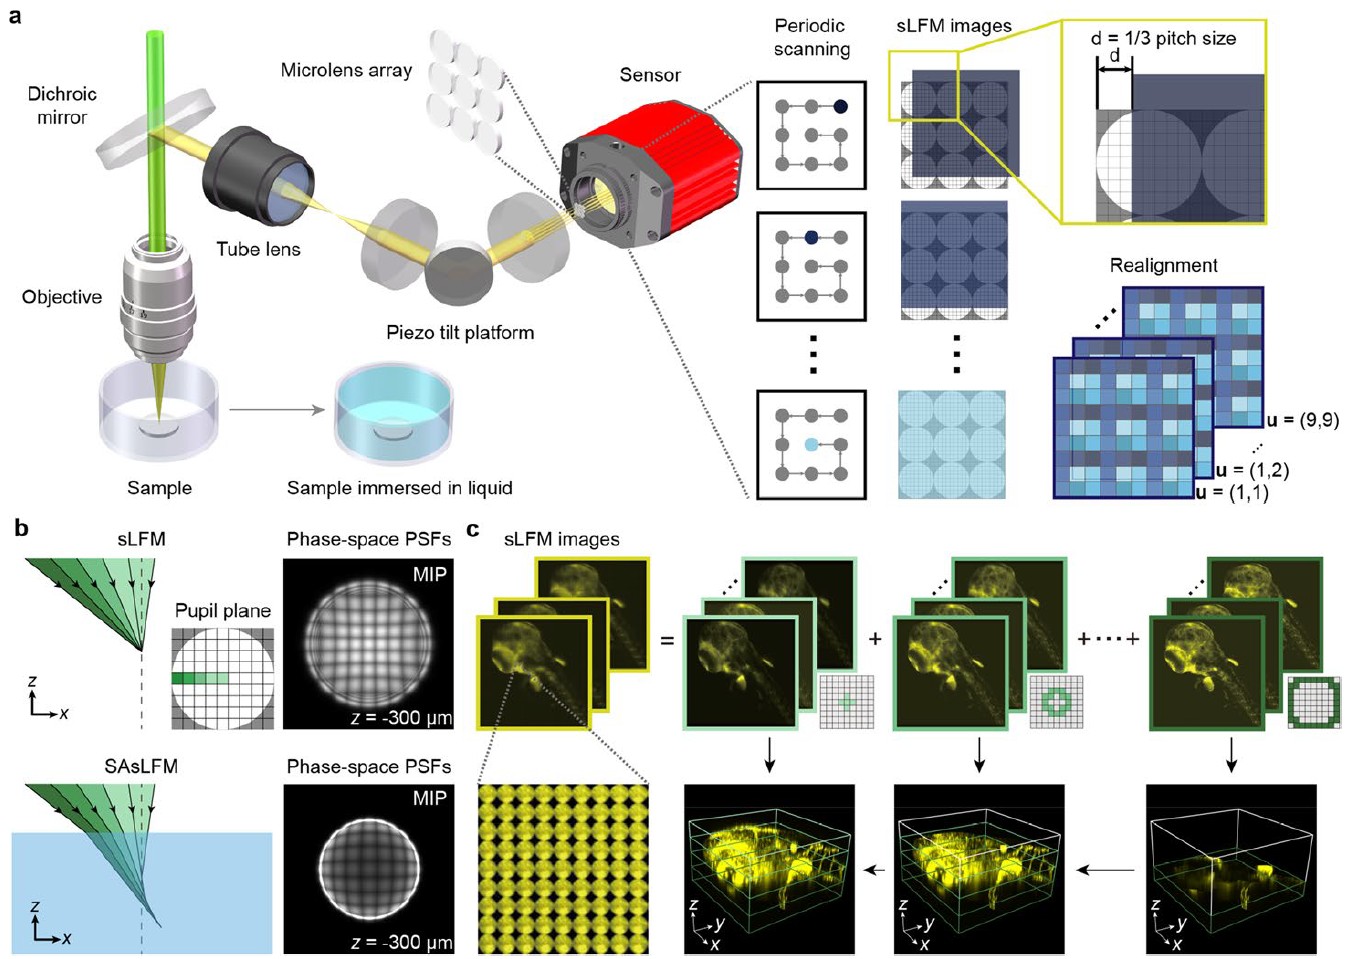 a
Dichroic
mirror
Microlens array
Sensor
Tube lens
Objective
Piezo tilt platform
Sample
Sample immersed in liquid
Periodic
scanning
sLFM images
d = 1/3 pitch size
d
Realignment
u = (9,9)
u = (1,2)
u = (1,1)
b
sLFM
Pupil plane
z
x
Phase-space PSFs
MIP
z = -300 µm
SAsLFM
z
x
Phase-space PSFs
MIP
z = -300 µm
c
sLFM images
=
+
+
+
z
y
x
z
y
x
z
y
x